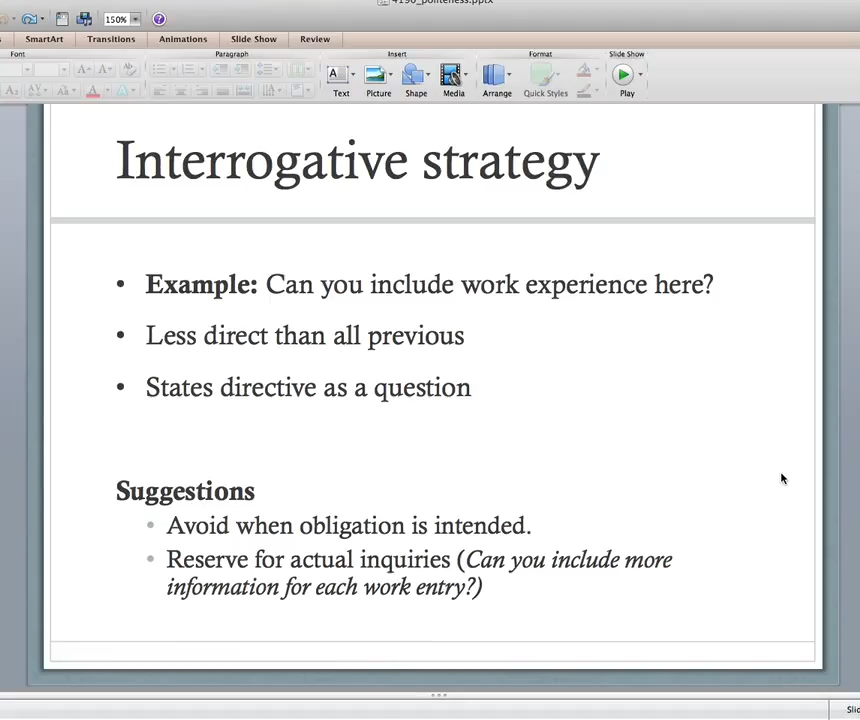 4190_politeness.pptx
150%
SmartArt Transitions Animations Slide Show Review
Font Paragraph Insert Format Slide Show
Text Picture Shape Media Arrange Quick Styles Play
Interrogative strategy
• Example: Can you include work experience here?
• Less direct than all previous
• States directive as a question
Suggestions
• Avoid when obligation is intended.
• Reserve for actual inquiries (Can you include more
information for each work entry?)